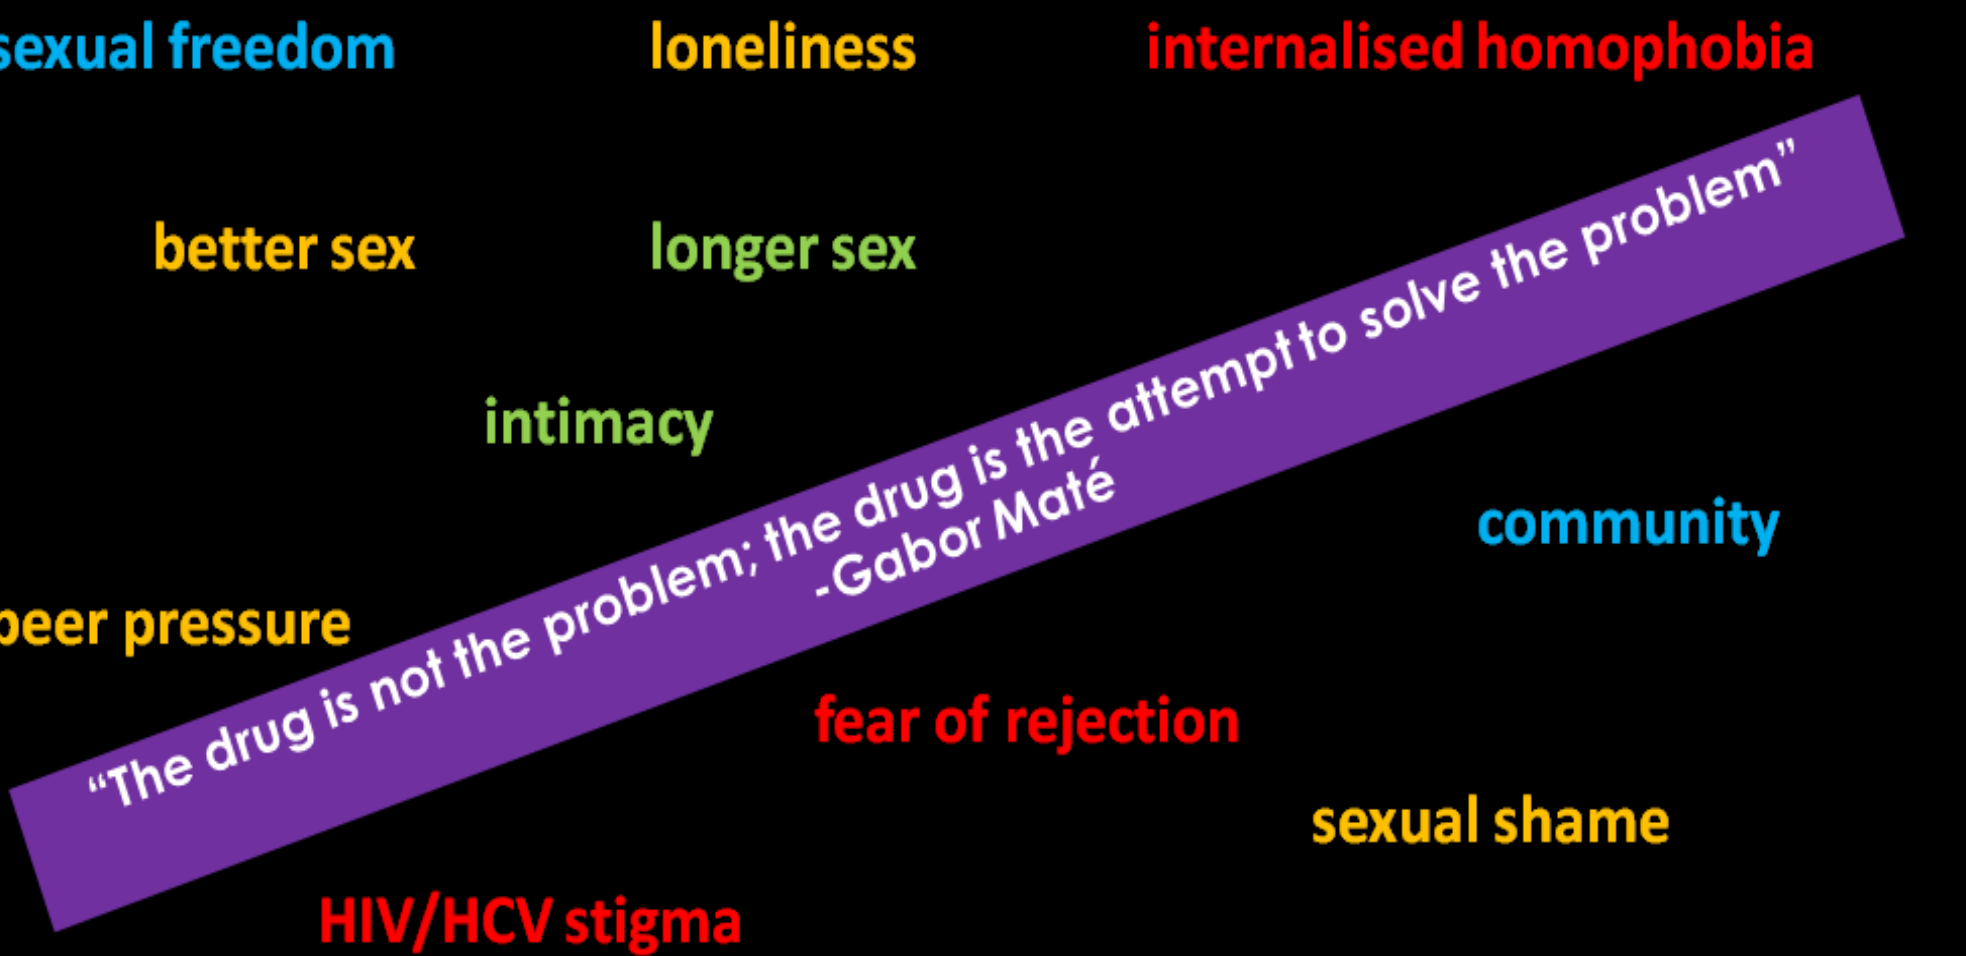 sexual freedom
loneliness
internalised homophobia
better sex
longer sex
intimacy
“The drug is not the problem; the drug is the attempt to solve the problem”
-Gabor Maté
community
peer pressure
fear of rejection
sexual shame
HIV/HCV stigma